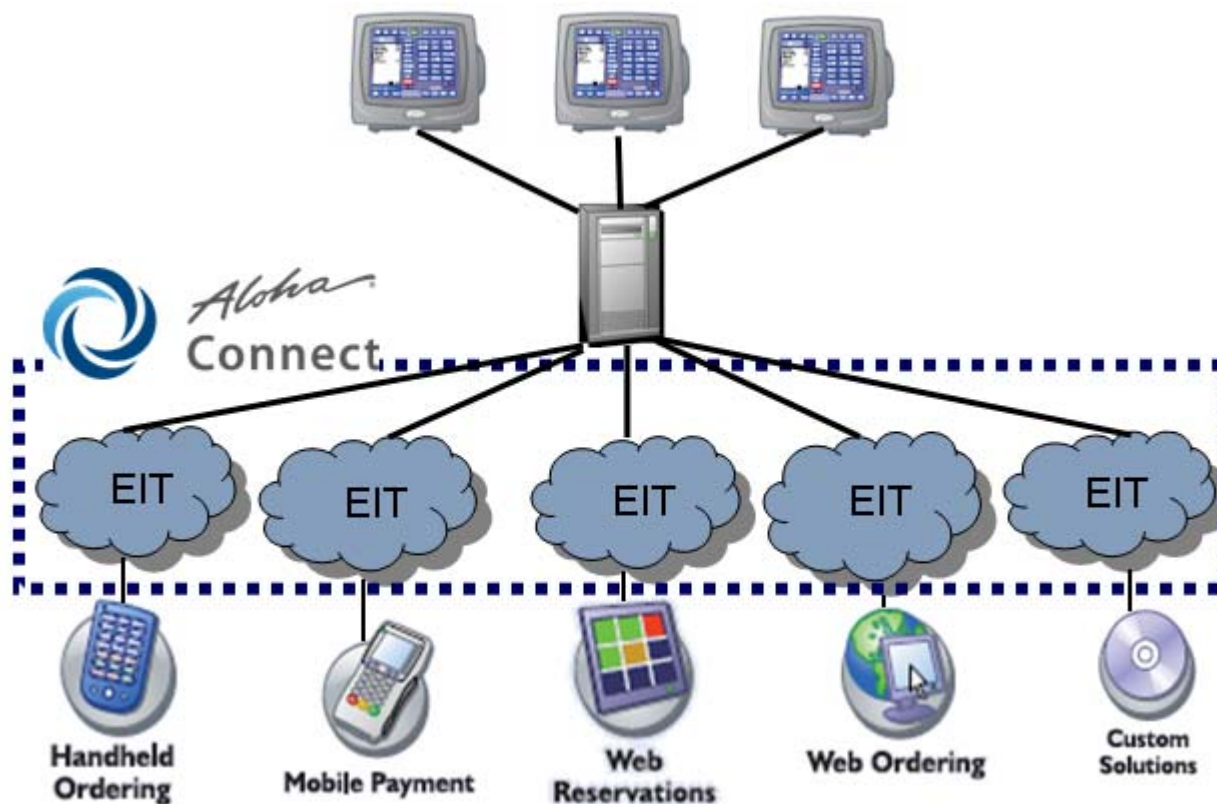 Aloha
Connect
EIT
EIT
EIT
EIT
EIT
Handheld
Ordering
Mobile Payment
Web
Reservations
Web Ordering
Custom
Solutions